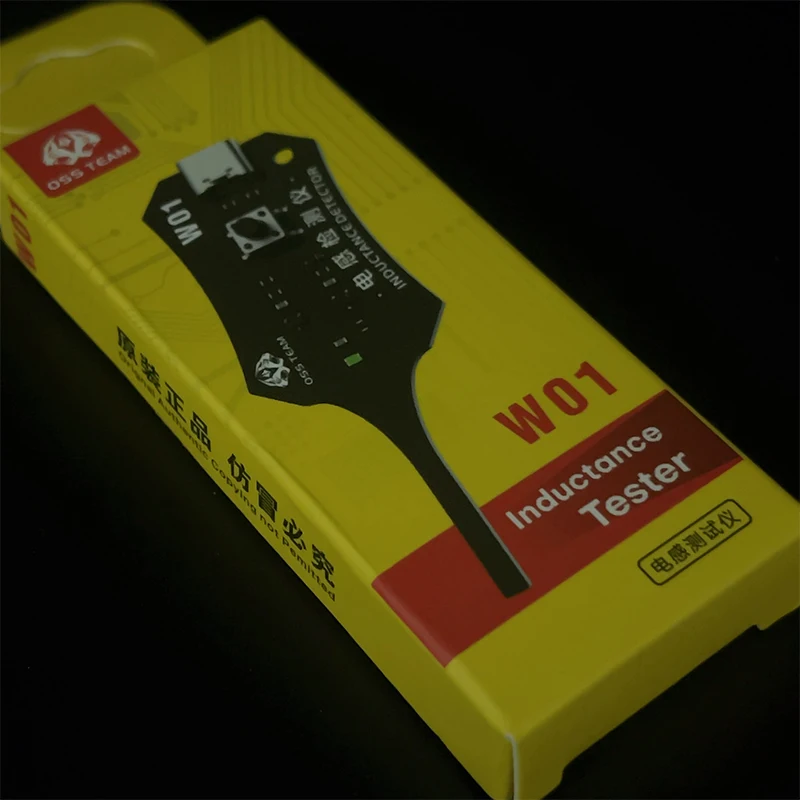 OSS TEAM
W01
W01
电感检测仪
INDUCTANCE DETECTOR
OSS TEAM
原装正品 仿冒必究
Original Authentic Copying not Pemitted
W01
Inductance
Tester
电感测试仪